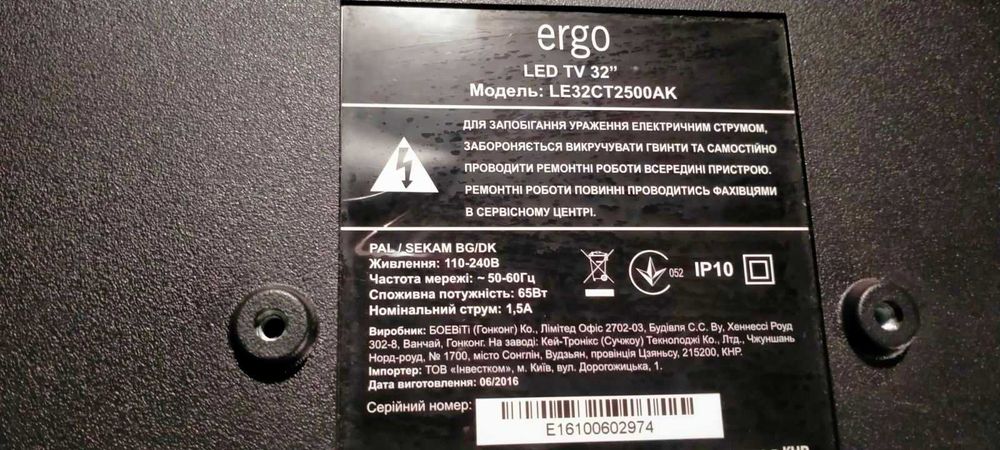 ergo
LED TV 32”
Модель: LE32CT2500AK
ДЛЯ ЗАПОБІГАННЯ УРАЖЕННЯ ЕЛЕКТРИЧНИМ СТРУМОМ,
ЗАБОРОНЯЄТЬСЯ ВИКРУЧУВАТИ ГВИНТИ ТА САМОСТІЙНО
ПРОВОДИТИ РЕМОНТНІ РОБОТИ ВСЕРЕДИНІ ПРИСТРОЮ.
РЕМОНТНІ РОБОТИ ПОВИННІ ПРОВОДИТИСЬ ФАХІВЦЯМИ
В СЕРВІСНОМУ ЦЕНТРІ.
PAL / SEKAM BG/DK
Живлення: 110-240В
Частота мережі: ~ 50-60Гц
Споживна потужність: 65Вт
Номінальний струм: 1,5А
052 IP10
Виробник: БОЕВіТі (Гонконг) Ко., Лімітед Офіс 2702-03, Будівля С.С. Ву, Хеннессі Роуд
302-8, Ванчай, Гонконг. На заводі: Кей-Тронікс (Сучжоу) Текнолоджі Ко., Лтд., Чжуншань
Норд-роуд, № 1700, місто Сонглін, Вудзьян, провінція Цзяньсу, 215200, КНР.
Імпортер: ТОВ «Інвестком», м. Київ, вул. Дорогожицька, 1.
Дата виготовлення: 06/2016
Серійний номер:
E16100602974
КНР